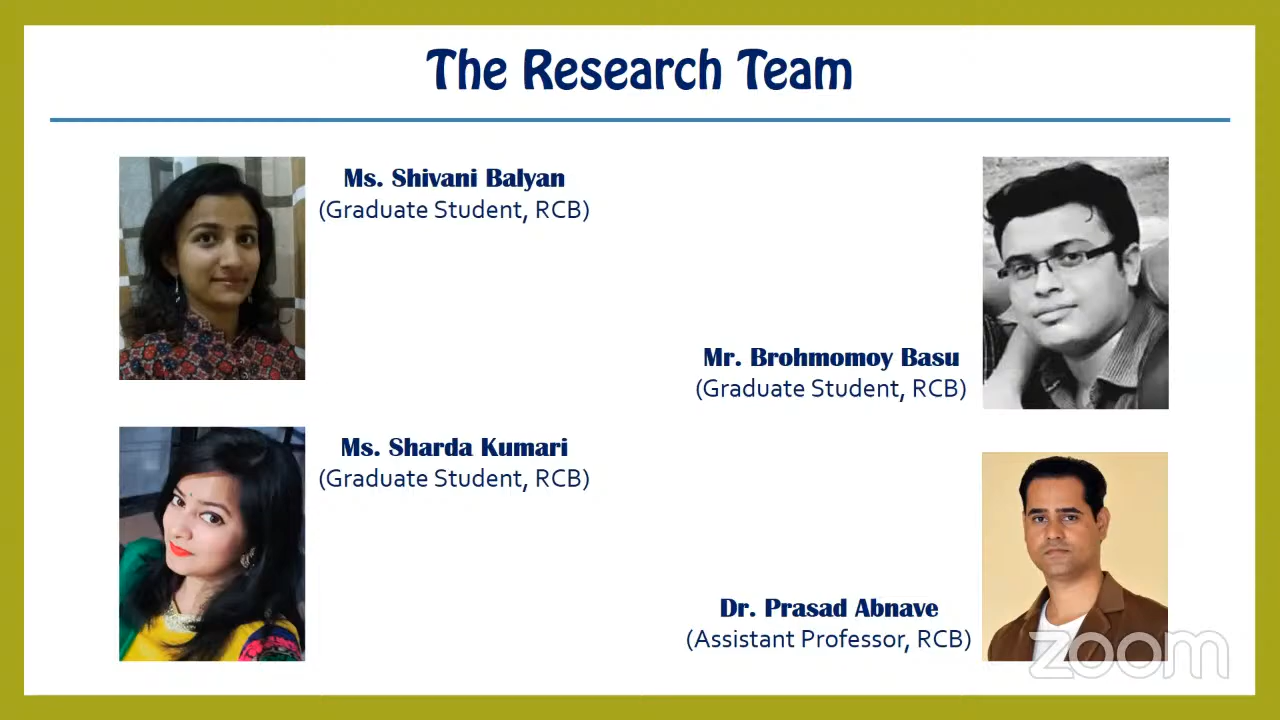 The Research Team
Ms. Shivani Balyan
(Graduate Student, RCB)
Mr. Brohmomoy Basu
(Graduate Student, RCB)
Ms. Sharda Kumari
(Graduate Student, RCB)
Dr. Prasad Abnave
(Assistant Professor, RCB)
zoom